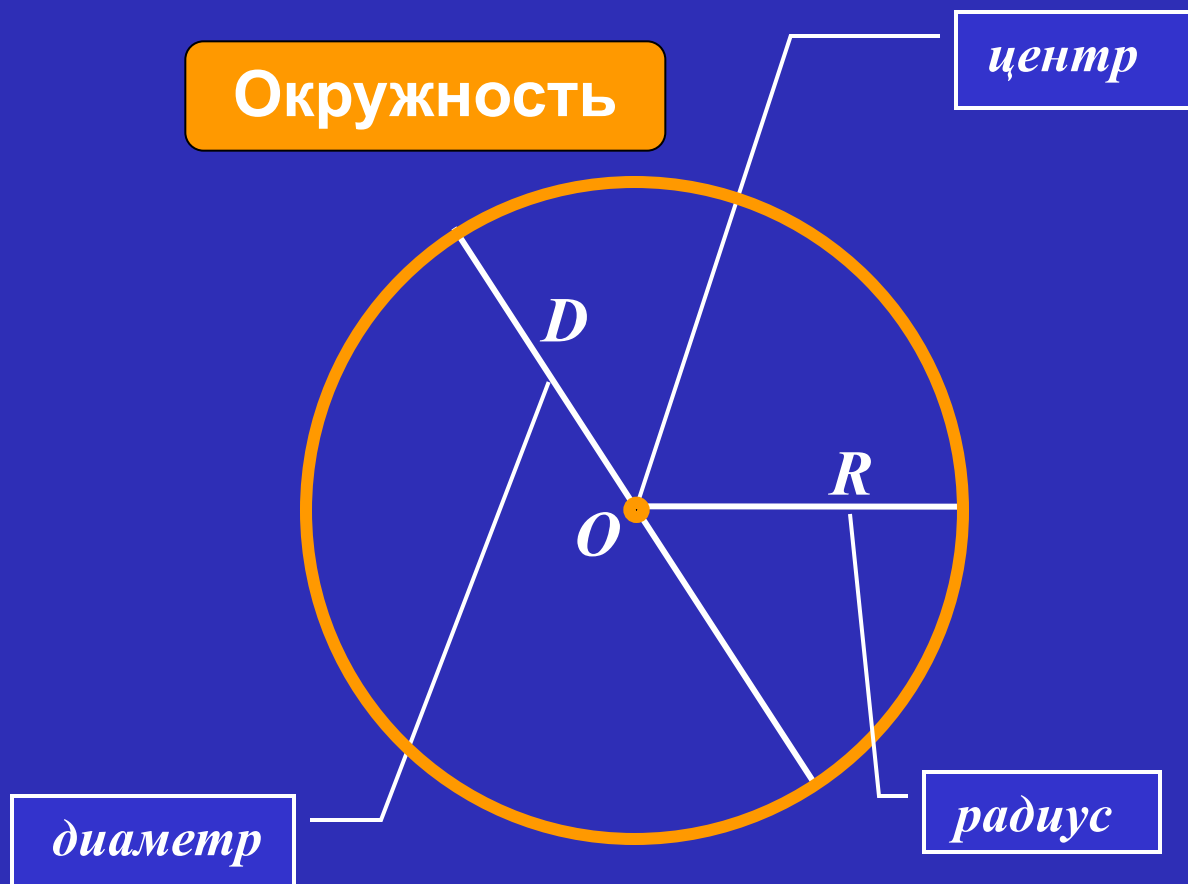 центр
Окружность
D
R
O
радиус
диаметр